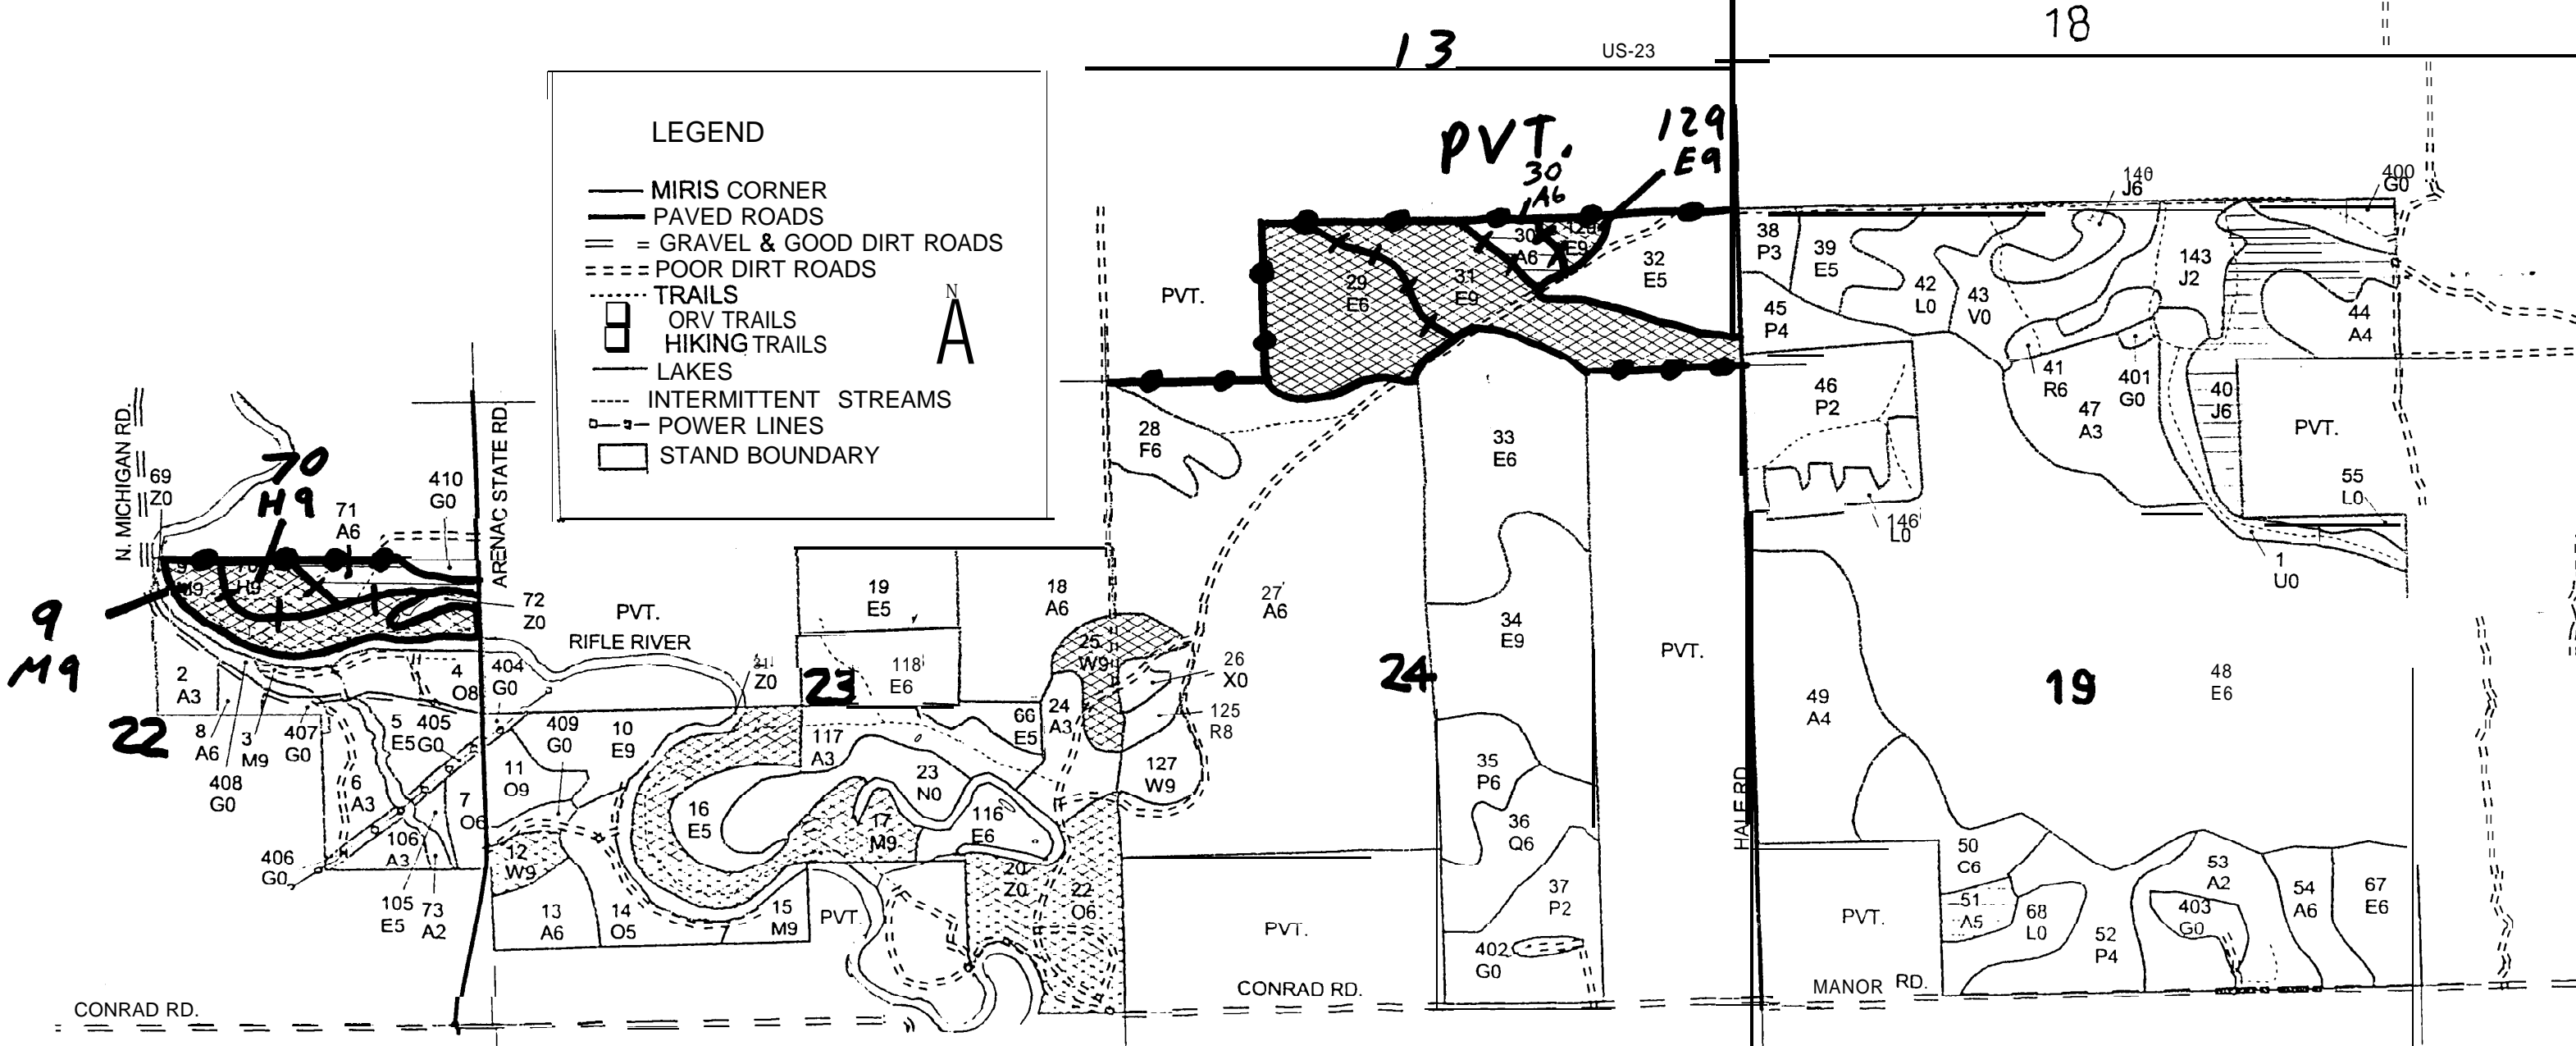 13
US-23
18
LEGEND
MIRIS CORNER
PAVED ROADS
= GRAVEL & GOOD DIRT ROADS
POOR DIRT ROADS
TRAILS
ORV TRAILS
HIKING TRAILS
LAKES
INTERMITTENT STREAMS
POWER LINES
STAND BOUNDARY
N
A
PVT.
129
E9
30
A6
30
A6
129
E9
PVT.
29
E6
31
E9
32
E5
38
P3
39
E5
42
L0
43
V0
45
P4
140
J6
143
J2
400
G0
44
A4
41
R6
401
G0
40
J6
46
P2
47
A3
PVT.
55
L0
146
L0
1
U0
N. MICHIGAN RD.
ARENAC STATE RD.
69
Z0
70
H9
71
A6
410
G0
9
M9
72
Z0
PVT.
RIFLE RIVER
28
F6
33
E6
19
E5
18
A6
27
A6
34
E9
PVT.
25
W9
26
X0
125
R8
118
E6
23
24
19
48
E6
49
A4
2
A3
22
8
A6
3
M9
408
G0
407
G0
4
O8
404
G0
5
E5
405
G0
409
G0
10
E9
11
O9
6
A3
7
O6
106
A3
406
G0
105
E5
73
A2
12
W9
13
A6
14
O5
7
15
M9
16
E5
17
M9
Z0
117
A3
23
N0
66
E5
24
A3
116
E6
127
W9
20
Z0
22
O6
PVT.
PVT.
35
P6
36
Q6
37
P2
402
G0
HALE RD.
PVT.
50
C6
51
A5
68
L0
52
P4
53
A2
403
G0
54
A6
67
E6
CONRAD RD.
CONRAD RD.
MANOR RD.